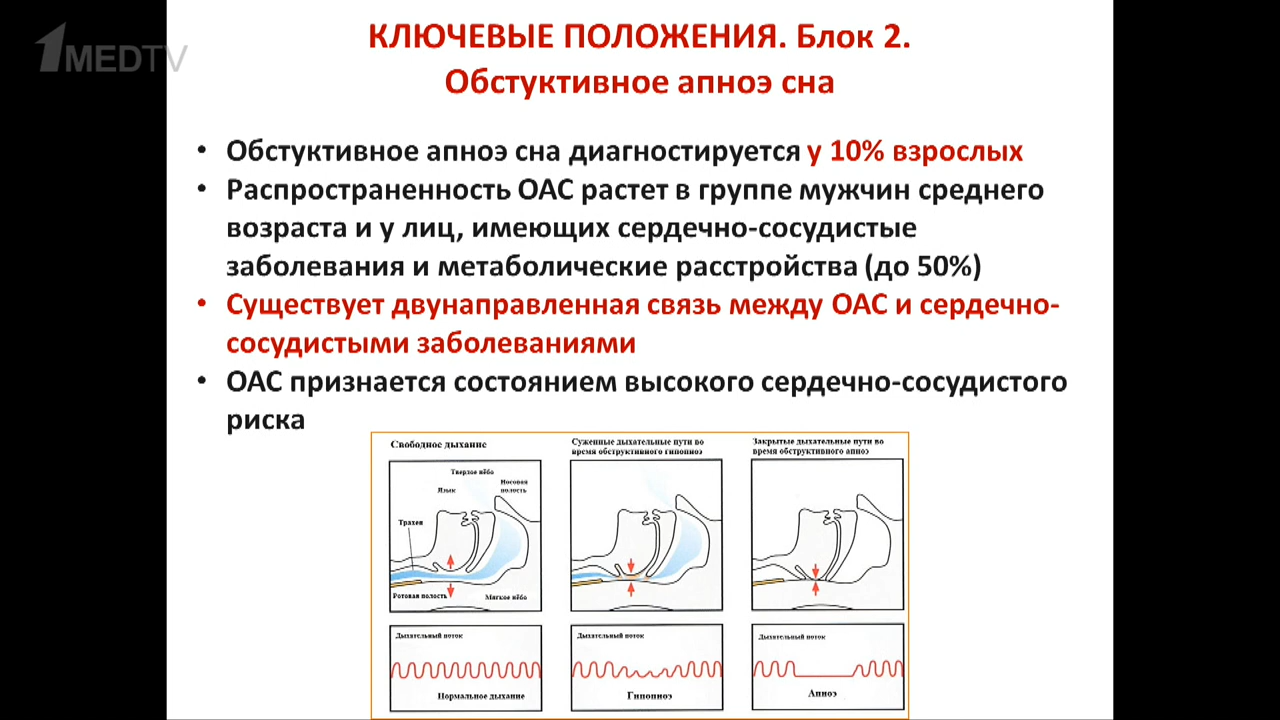 1MEDTV
КЛЮЧЕВЫЕ ПОЛОЖЕНИЯ. Блок 2.
Обстуктивное апноэ сна
• Обстуктивное апноэ сна диагностируется у 10% взрослых
• Распространенность ОАС растет в группе мужчин среднего
возраста и у лиц, имеющих сердечно-сосудистые
заболевания и метаболические расстройства (до 50%)
• Существует двунаправленная связь между ОАС и сердечно-
сосудистыми заболеваниями
• ОАС признается состоянием высокого сердечно-сосудистого
риска
Свободное дыхание
Твердое нёбо
Язык
Носовая
полость
Трахея
Ротовая полость
Мягкое нёбо
Дыхательный поток
Нормальное дыхание
Суженные дыхательные пути во
время обструктивного гипопноэ
Дыхательный поток
Гипопноэ
Закрытые дыхательные пути во
время обструктивного апноэ
Дыхательный поток
Апноэ